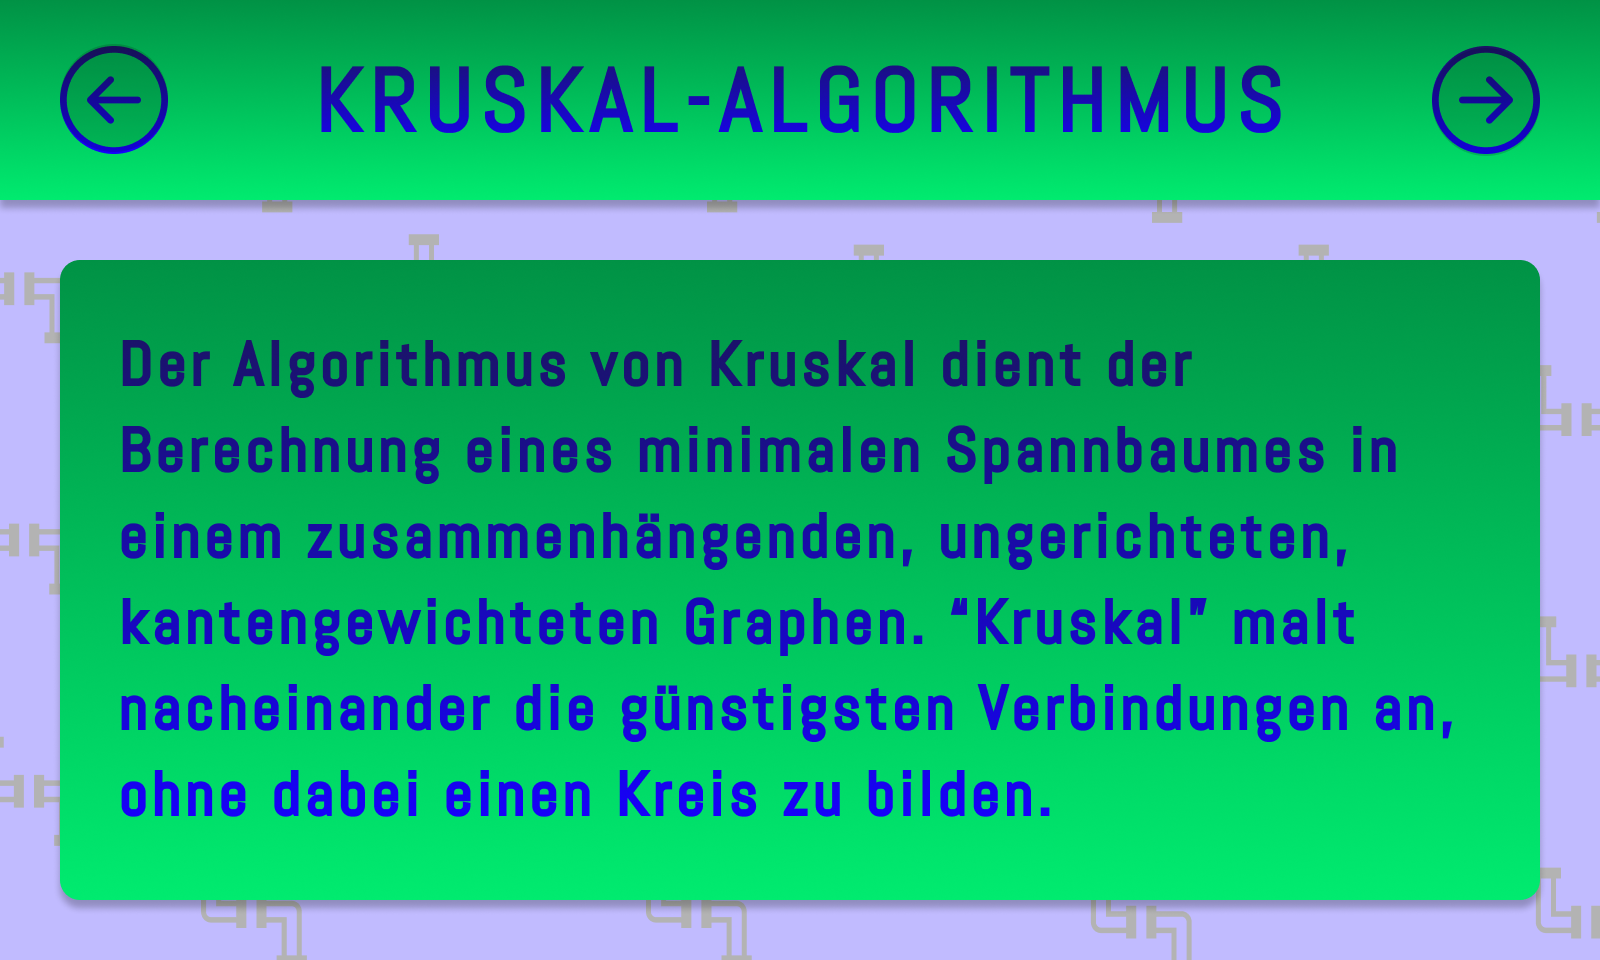 KRUSKAL-ALGORITHMUS
Der Algorithmus von Kruskal dient der
Berechnung eines minimalen Spannbaumes in
einem zusammenhängenden, ungerichteten,
kantengewichteten Graphen. “Kruskal” malt
nacheinander die günstigsten Verbindungen an,
ohne dabei einen Kreis zu bilden.